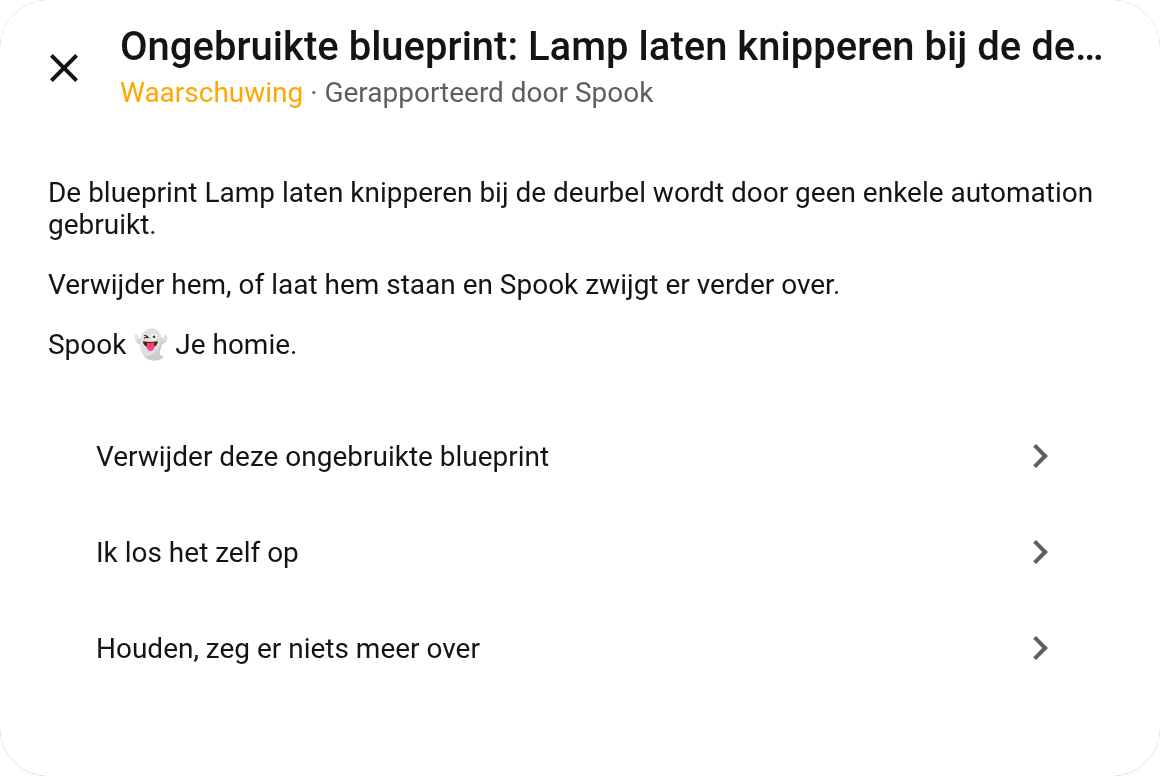 Ongebruikte blueprint: Lamp laten knipperen bij de de...
Waarschuwing · Gerapporteerd door Spook
De blueprint Lamp laten knipperen bij de deurbel wordt door geen enkele automation
gebruikt.
Verwijder hem, of laat hem staan en Spook zwijgt er verder over.
Spook 👻 Je homie.
Verwijder deze ongebruikte blueprint
Ik los het zelf op
Houden, zeg er niets meer over